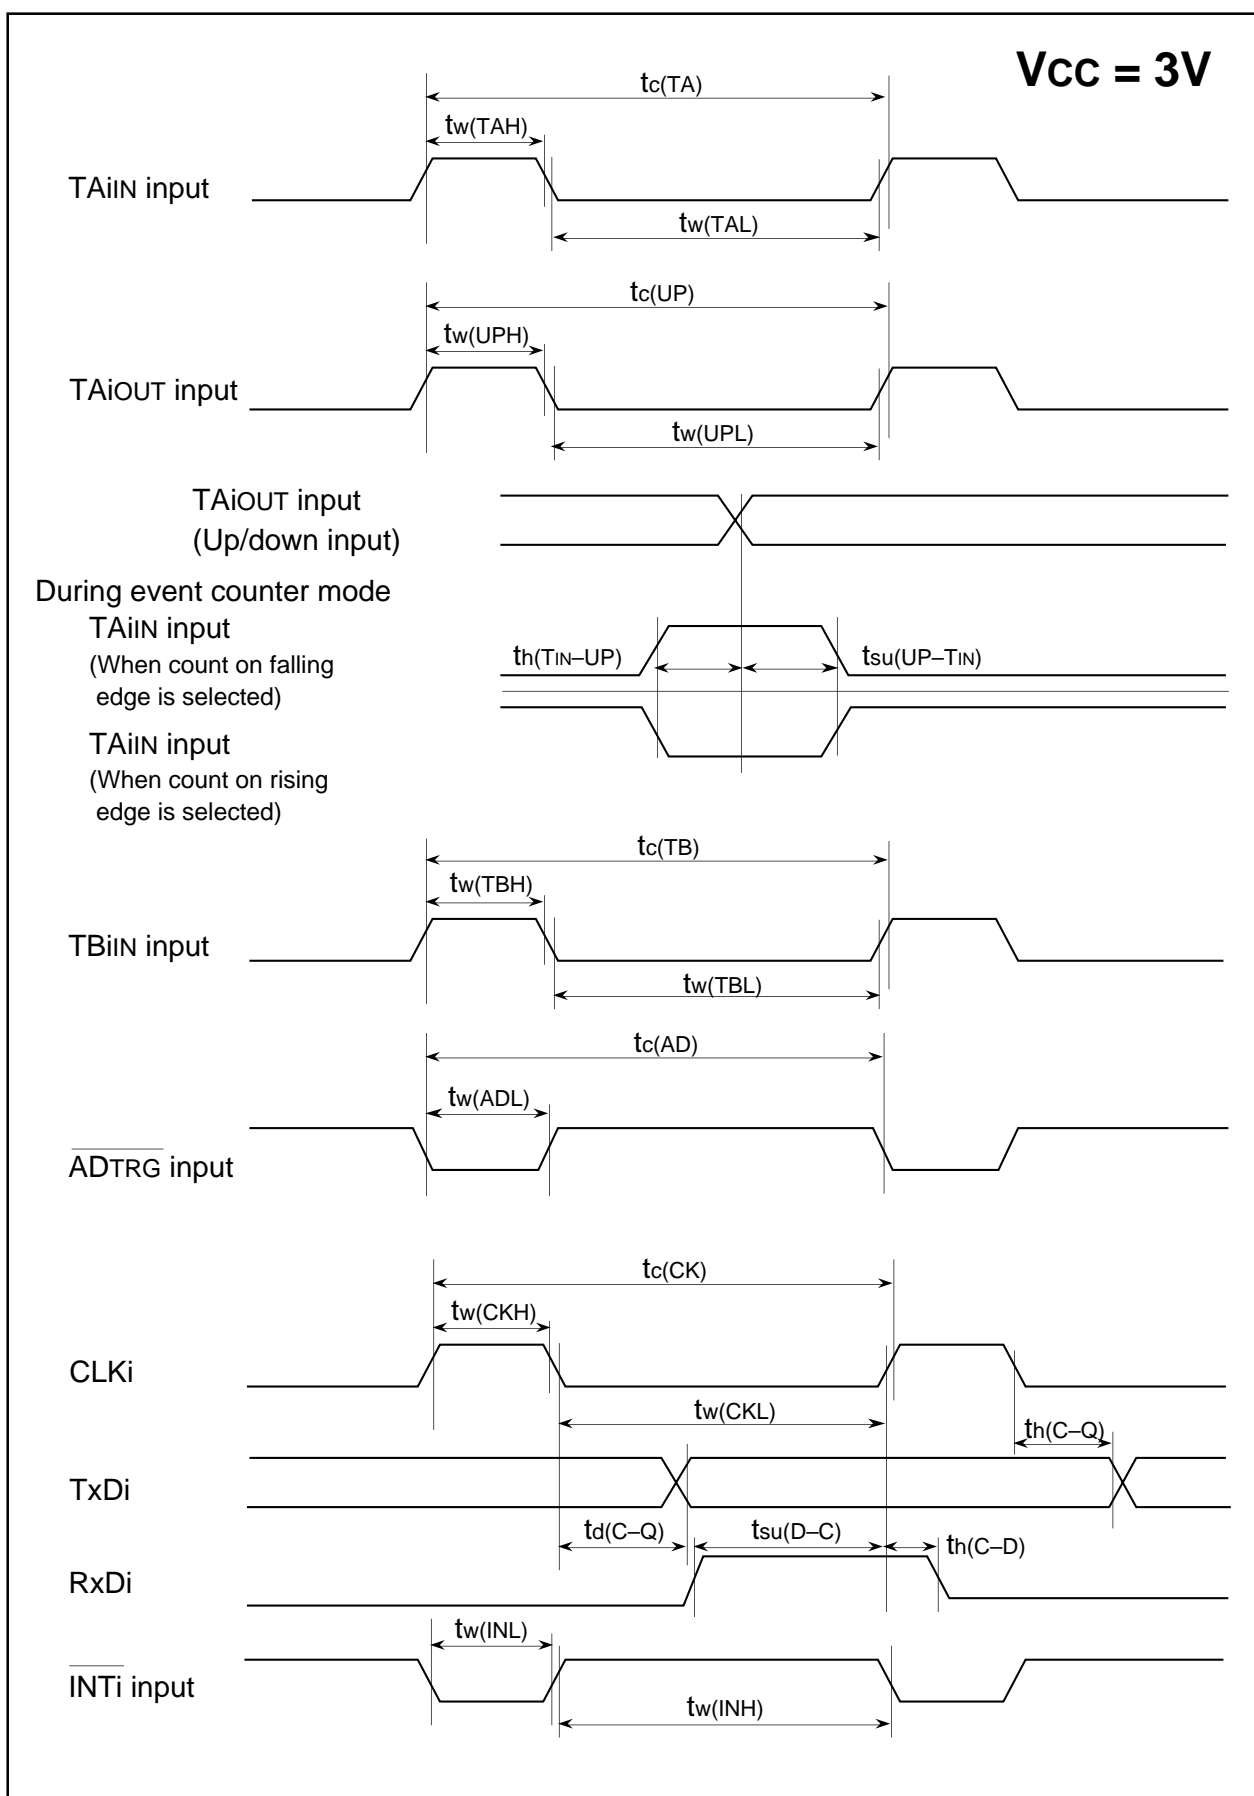 VCC = 3V
tc(TA)
tw(TAH)
TAiIN input
tw(TAL)
tc(UP)
tw(UPH)
TAiOUT input
tw(UPL)
TAiOUT input
(Up/down input)
During event counter mode
TAiIN input
(When count on falling
edge is selected)
th(TIN–UP)
tsu(UP–TIN)
TAiIN input
(When count on rising
edge is selected)
tc(TB)
tw(TBH)
TBiIN input
tw(TBL)
tc(AD)
tw(ADL)
ADTRG input
tc(CK)
tw(CKH)
CLKi
tw(CKL)
th(C–Q)
TxDi
td(C–Q)
tsu(D–C)
th(C–D)
RxDi
tw(INL)
INTi input
tw(INH)